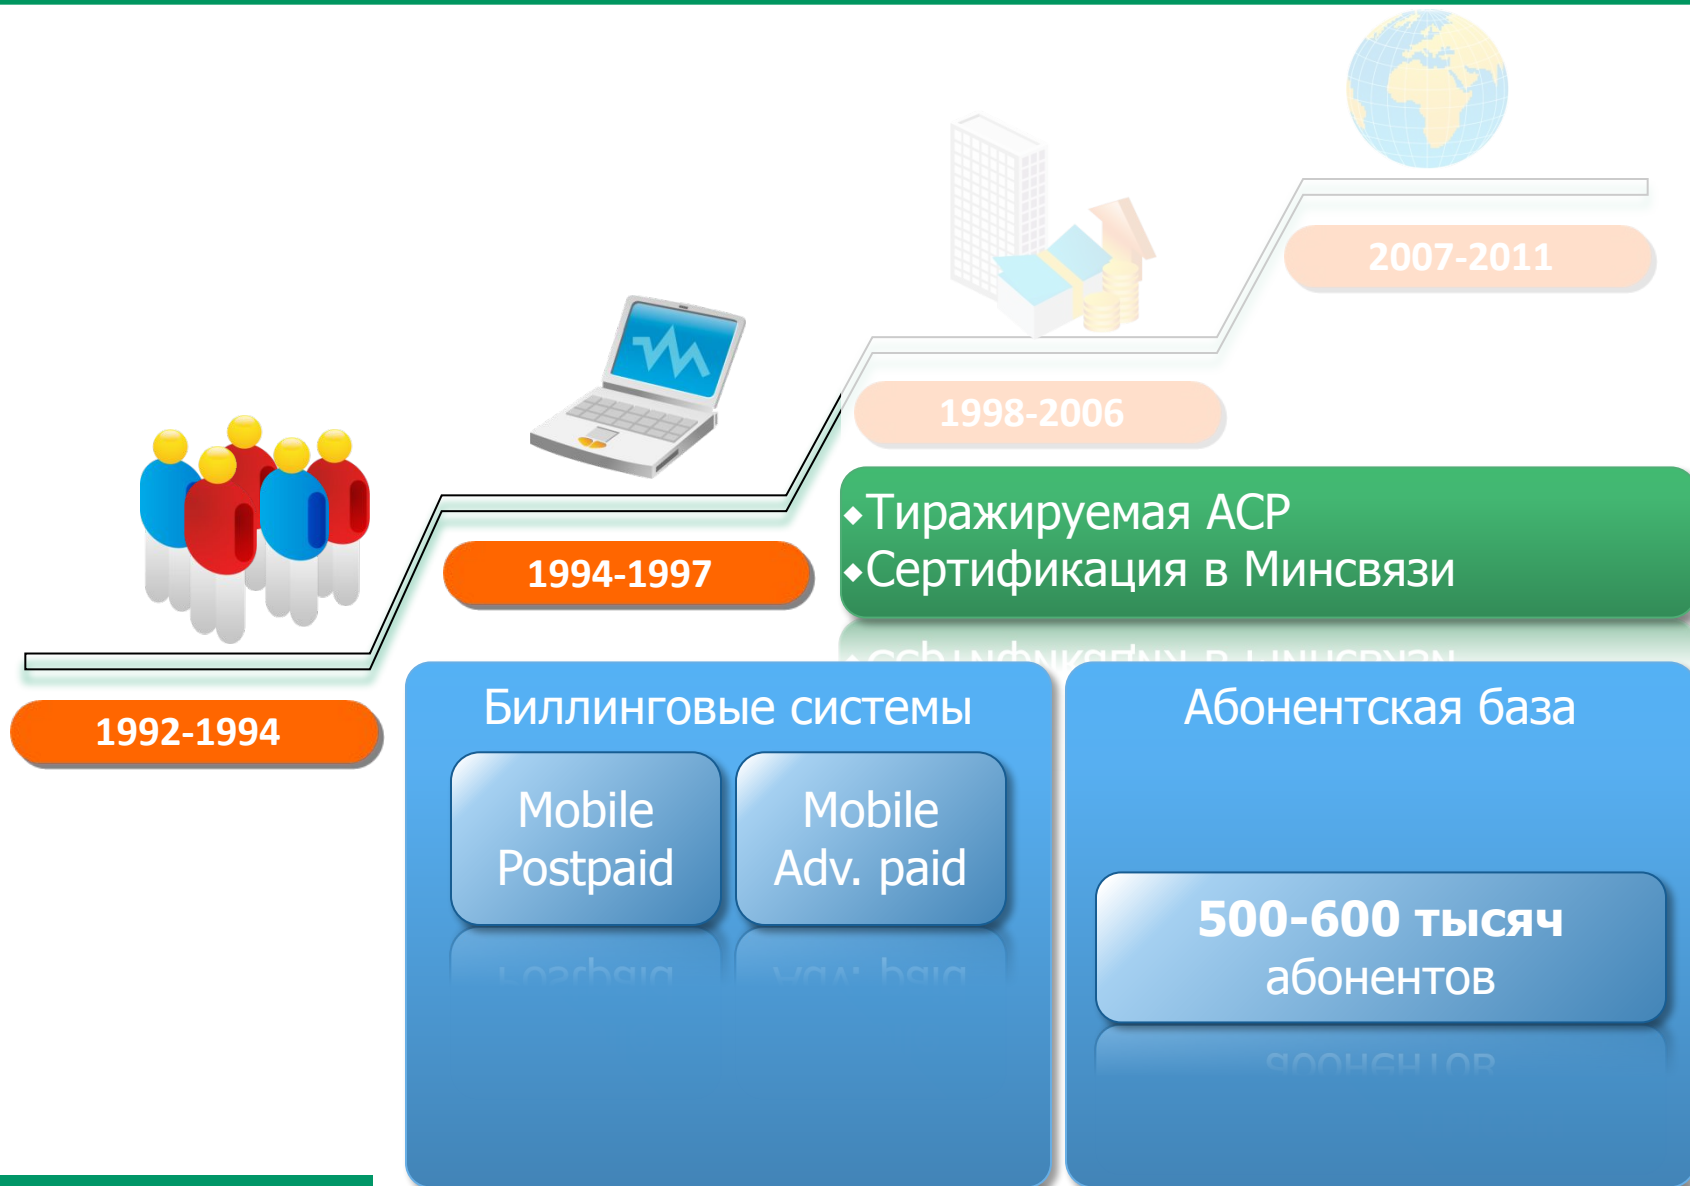 2007-2011
1998-2006
1994-1997
1992-1994
◆Тиражируемая АСР
◆Сертификация в Минсвязи
Биллинговые системы
Mobile
Postpaid
Mobile
Adv. paid
Абонентская база
500-600 тысяч
абонентов